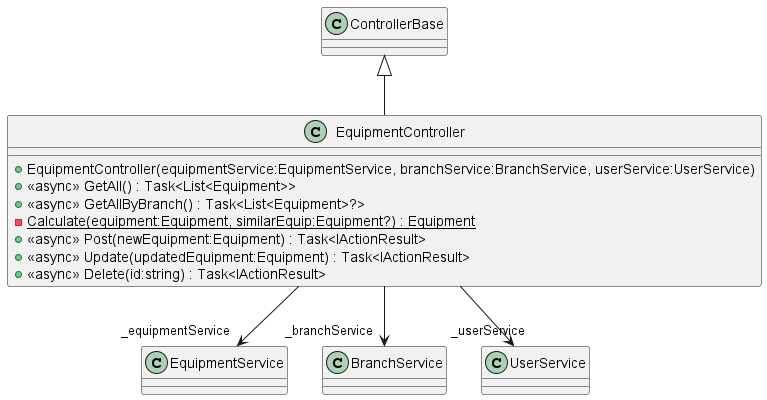 C ControllerBase
C EquipmentController
EquipmentController(equipmentService:EquipmentService, branchService:BranchService, userService:UserService)
«async» GetAll() : Task<List<Equipment>>
«async» GetAllByBranch() : Task<List<Equipment>?>
Calculate(equipment:Equipment, similarEquip:Equipment?) : Equipment
«async» Post(newEquipment:Equipment) : Task<IActionResult>
«async» Update(updatedEquipment:Equipment) : Task<IActionResult>
«async» Delete(id:string) : Task<IActionResult>
_equipmentService _branchService _userService
C EquipmentService C BranchService C UserService